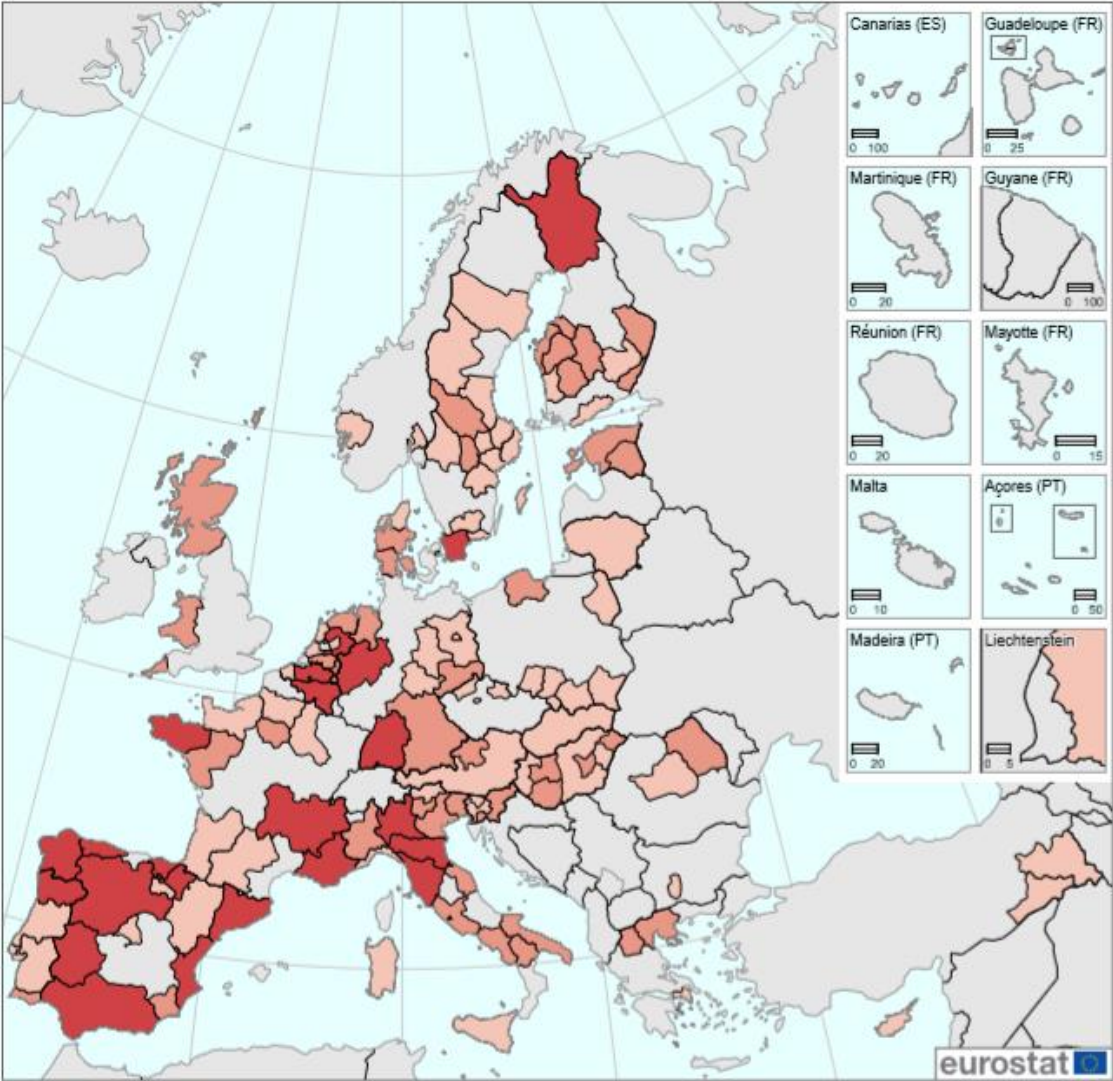 Canarias (ES)
0 100
Guadeloupe (FR)
0 25
Martinique (FR)
0 20
Guyane (FR)
0 100
Réunion (FR)
0 20
Mayotte (FR)
0 15
Malta
0 10
Açores (PT)
0 50
Madeira (PT)
0 20
Liechtenstein
0 5
eurostat